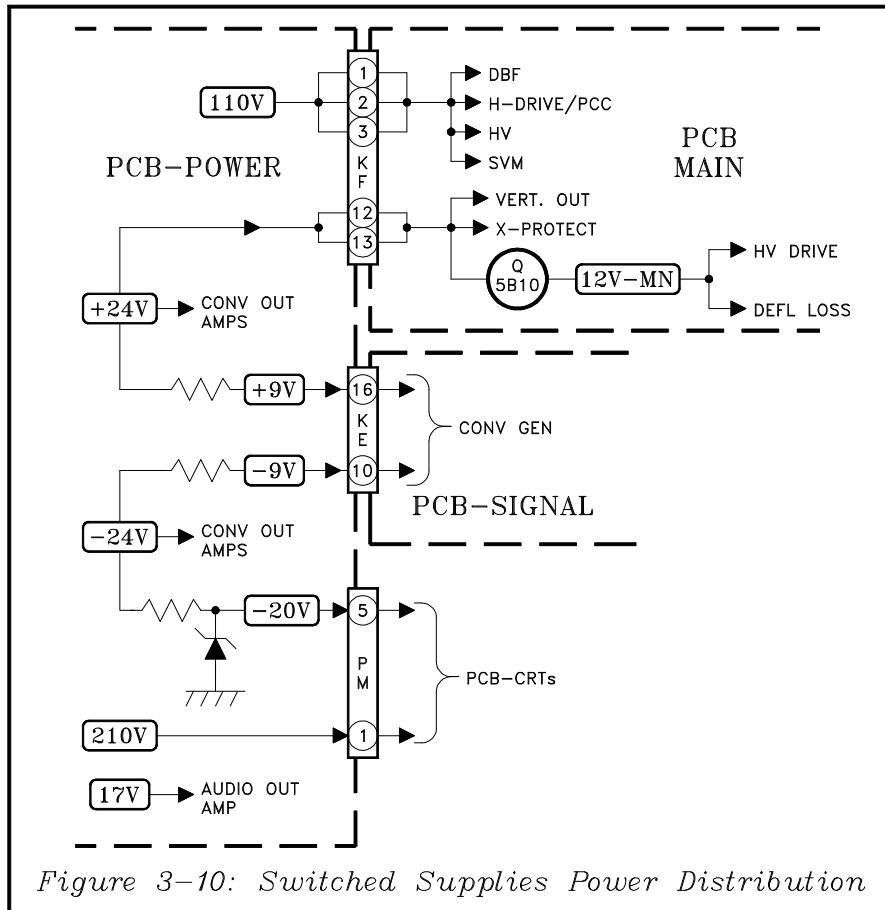 1
DBF
110V
2
H-DRIVE/PCC
3
HV
PCB
MAIN
PCB-POWER
K
F
SVM
12
VERT. OUT
13
X-PROTECT
Q
5B10
12V-MN
HV DRIVE
DEFL LOSS
+24V
CONV OUT
AMPS
+9V
16
K
E
CONV GEN
-9V
10
PCB-SIGNAL
-24V
CONV OUT
AMPS
-20V
5
P
M
PCB-CRTs
210V
1
17V
AUDIO OUT
AMP
Figure 3-10: Switched Supplies Power Distribution